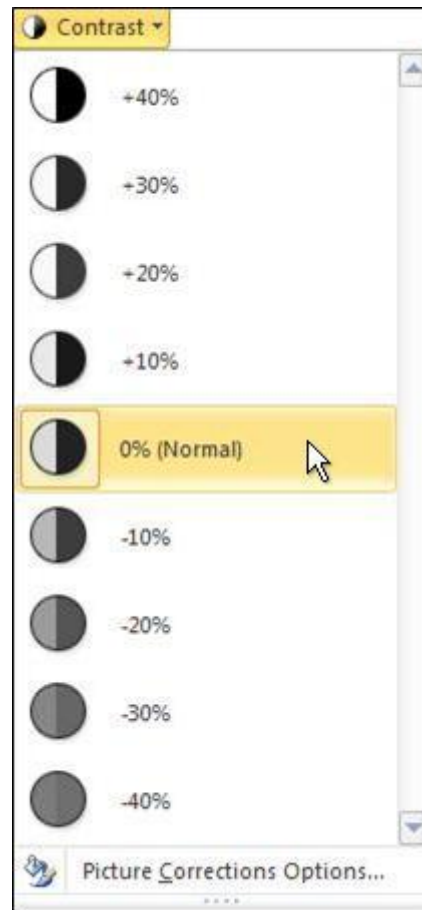 Contrast
+40%
+30%
+20%
+10%
0% (Normal)
-10%
-20%
-30%
-40%
Picture Corrections Options...